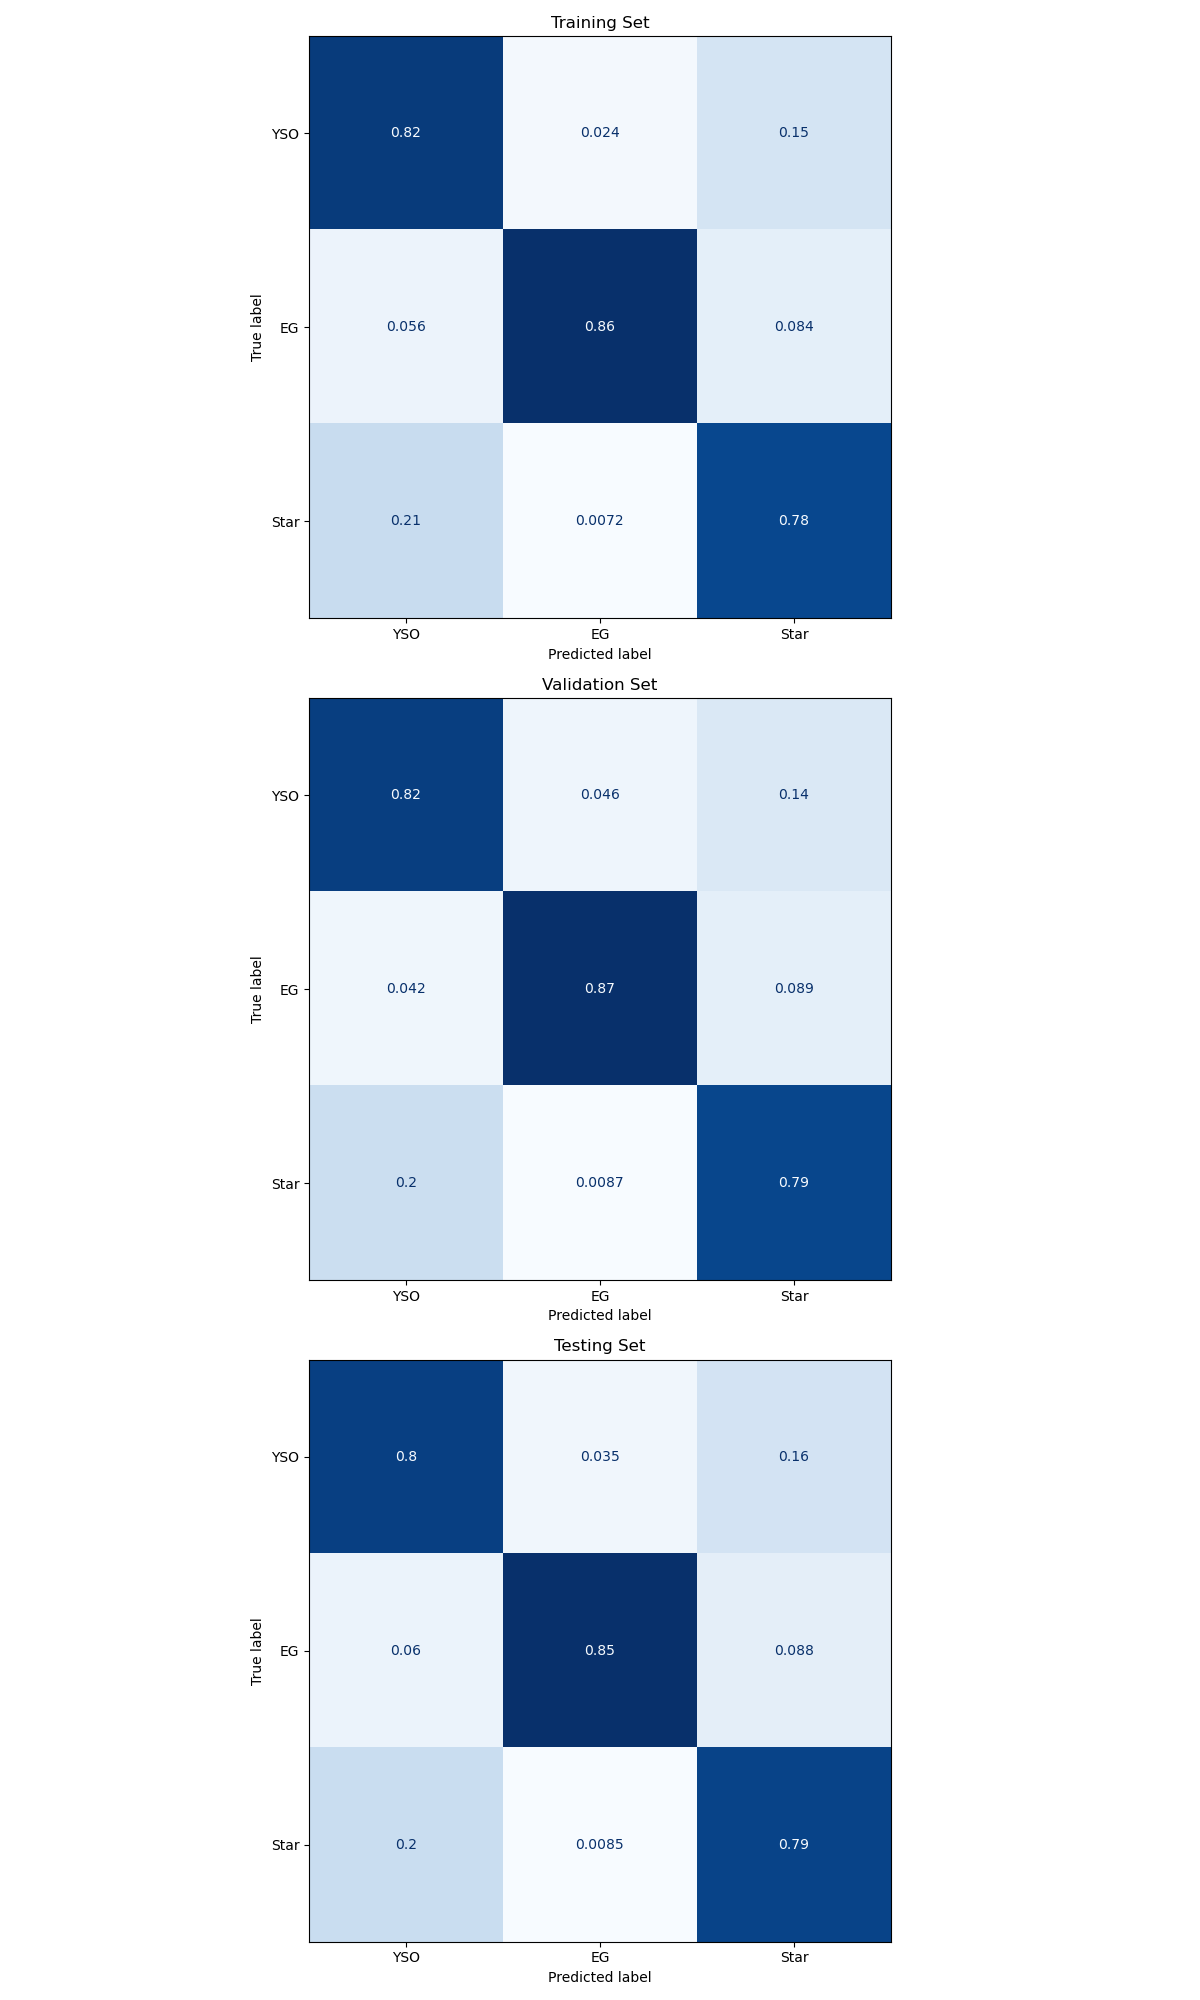 Training Set
YSO 0.82 0.024 0.15
True label
EG 0.056 0.86 0.084
Star 0.21 0.0072 0.78
YSO EG Star
Predicted label
Validation Set
YSO 0.82 0.046 0.14
True label
EG 0.042 0.87 0.089
Star 0.2 0.0087 0.79
YSO EG Star
Predicted label
Testing Set
YSO 0.8 0.035 0.16
True label
EG 0.06 0.85 0.088
Star 0.2 0.0085 0.79
YSO EG Star
Predicted label